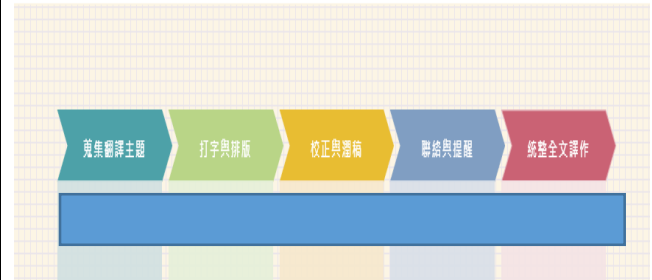 蒐集翻譯主題
打字與排版
校正與潤稿
聯絡與提醒
統整全文譯作